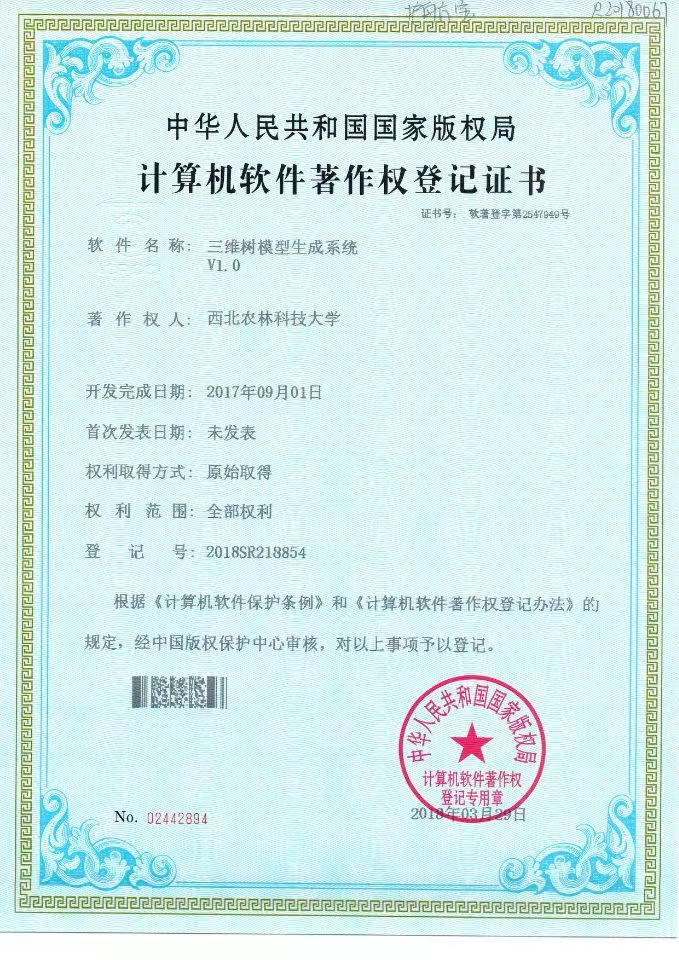 R20180067
中华人民共和国国家版权局
计算机软件著作权登记证书
证书号： 软著登字第2547949号
软件名称： 三维树模型生成系统
V1.0
著作权人： 西北农林科技大学
开发完成日期： 2017年09月01日
首次发表日期： 未发表
权利取得方式： 原始取得
权利范围： 全部权利
登记号： 2018SR218854
根据《计算机软件保护条例》和《计算机软件著作权登记办法》的
规定，经中国版权保护中心审核，对以上事项予以登记。
中华人民共和国国家版权局
计算机软件著作权
登记专用章
No. 02442894
2018年03月29日